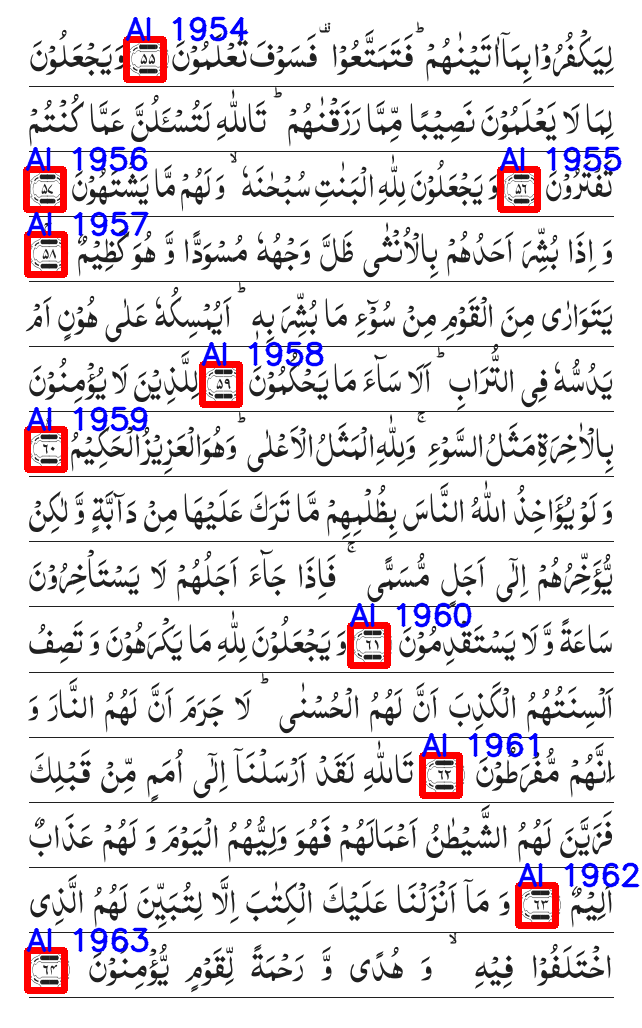 AI 1954
لِيَكْفُرُوْا بِمَاۤ اٰتَيْنٰهُمْ ؕ فَتَمَتَّعُوْا ۫ فَسَوْفَ تَعْلَمُوْنَ ۵۵ وَ يَجْعَلُوْنَ
لِمَا لَا يَعْلَمُوْنَ نَصِيْبًا مِّمَّا رَزَقْنٰهُمْ ؕ تَاللّٰهِ لَتُسْـَٔلُنَّ عَمَّا كُنْتُمْ
AI 1956 AI 1955
تَفْتَرُوْنَ ۵۶ وَ يَجْعَلُوْنَ لِلّٰهِ الْبَنٰتِ سُبْحٰنَهٗ ۙ وَ لَهُمْ مَّا يَشْتَهُوْنَ ۵۷
AI 1957
وَ اِذَا بُشِّرَ اَحَدُهُمْ بِالْاُنْثٰى ظَلَّ وَجْهُهٗ مُسْوَدًّا وَّ هُوَ كَظِيْمٌ ۵۸
يَتَوَارٰى مِنَ الْقَوْمِ مِنْ سُوْٓءِ مَا بُشِّرَ بِهٖ ؕ اَيُمْسِكُهٗ عَلٰى هُوْنٍ اَمْ
AI 1958
يَدُسُّهٗ فِى التُّرَابِ ؕ اَلَا سَآءَ مَا يَحْكُمُوْنَ ۵۹ لِلَّذِيْنَ لَا يُؤْمِنُوْنَ
AI 1959
بِالْاٰخِرَةِ مَثَلُ السَّوْءِ ۚ وَ لِلّٰهِ الْمَثَلُ الْاَعْلٰى ؕ وَ هُوَ الْعَزِيْزُ الْحَكِيْمُ ۶۰
وَ لَوْ يُؤَاخِذُ اللّٰهُ النَّاسَ بِظُلْمِهِمْ مَّا تَرَكَ عَلَيْهَا مِنْ دَآبَّةٍ وَّ لٰكِنْ
يُّؤَخِّرُهُمْ اِلٰۤى اَجَلٍ مُّسَمًّى ۚ فَاِذَا جَآءَ اَجَلُهُمْ لَا يَسْتَاْخِرُوْنَ
AI 1960
سَاعَةً وَّ لَا يَسْتَقْدِمُوْنَ ۶۱ وَ يَجْعَلُوْنَ لِلّٰهِ مَا يَكْرَهُوْنَ وَ تَصِفُ
اَلْسِنَتُهُمُ الْكَذِبَ اَنَّ لَهُمُ الْحُسْنٰى ؕ لَا جَرَمَ اَنَّ لَهُمُ النَّارَ وَ
AI 1961
اَنَّهُمْ مُّفْرَطُوْنَ ۶۲ تَاللّٰهِ لَقَدْ اَرْسَلْنَاۤ اِلٰۤى اُمَمٍ مِّنْ قَبْلِكَ
فَزَيَّنَ لَهُمُ الشَّيْطٰنُ اَعْمَالَهُمْ فَهُوَ وَلِيُّهُمُ الْيَوْمَ وَ لَهُمْ عَذَابٌ
AI 1962
اَلِيْمٌ ۶۳ وَ مَاۤ اَنْزَلْنَا عَلَيْكَ الْكِتٰبَ اِلَّا لِتُبَيِّنَ لَهُمُ الَّذِى
AI 1963
اخْتَلَفُوْا فِيْهِ ۙ وَ هُدًى وَّ رَحْمَةً لِّقَوْمٍ يُّؤْمِنُوْنَ ۶۴